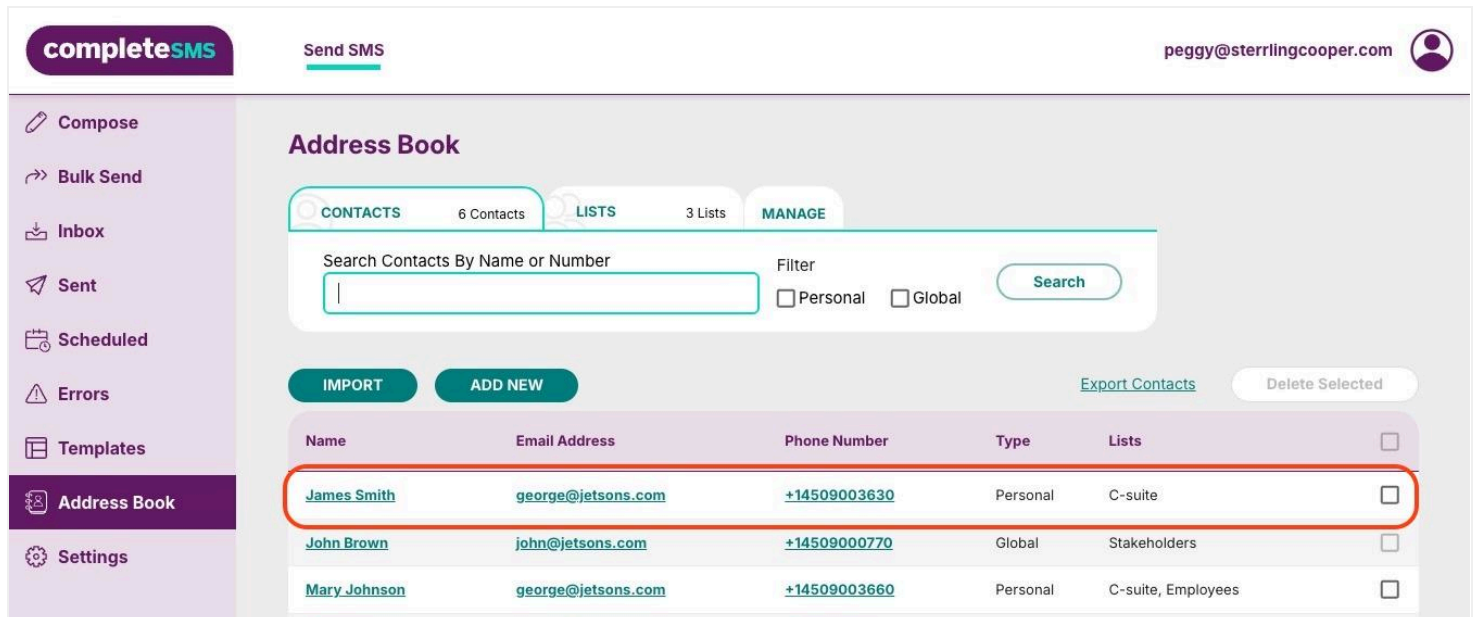 completeSMS
Send SMS
peggy@sterrlingcooper.com
Compose
Bulk Send
Inbox
Sent
Scheduled
Errors
Templates
Address Book
Settings
Address Book
CONTACTS 6 Contacts LISTS 3 Lists MANAGE
Search Contacts By Name or Number
Filter
Personal Global
Search
IMPORT ADD NEW Export Contacts Delete Selected
Name Email Address Phone Number Type Lists
James Smith george@jetsons.com +14509003630 Personal C-suite
John Brown john@jetsons.com +14509000770 Global Stakeholders
Mary Johnson george@jetsons.com +14509003660 Personal C-suite, Employees